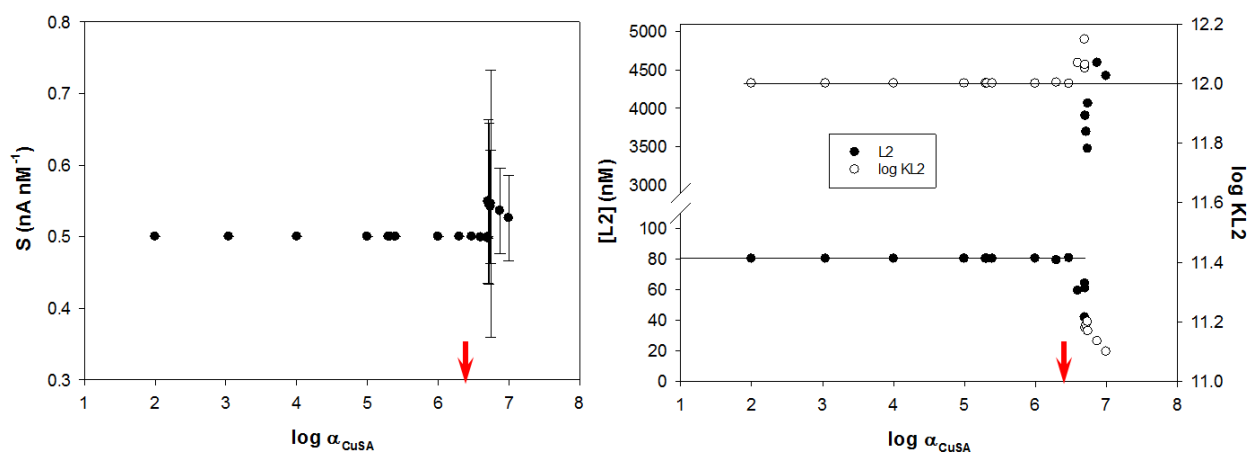 0.8
0.7
0.6
0.5
0.4
0.3
S (nA nM⁻¹)
1 2 3 4 5 6 7 8
log α_CuSA
5000
4500
4000
3500
3000
100
80
60
40
20
0
[L2] (nM)
L2
log KL2
12.2
12.0
11.8
11.6
11.4
11.2
11.0
log KL2
1 2 3 4 5 6 7 8
log α_CuSA